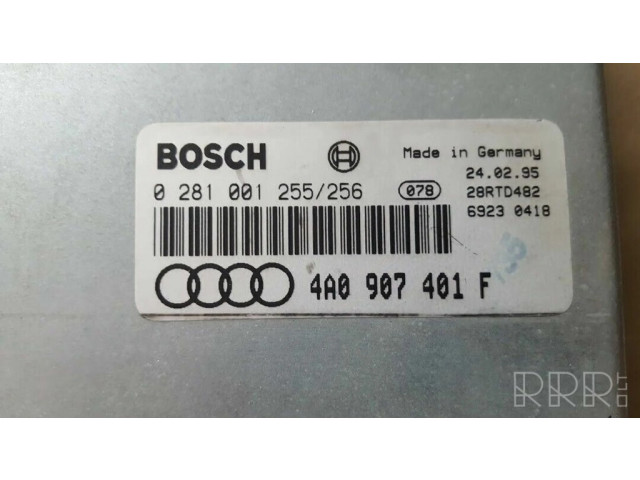 BOSCH
Made in Germany
24.02.95
0 281 001 255/256
078
28RTD482
6923 0418
4A0 907 401 F
RRR.LT